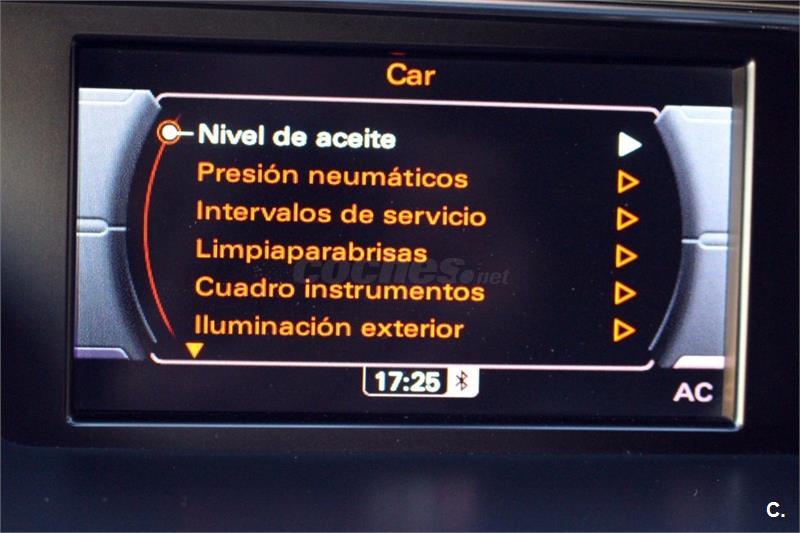 Car
Nivel de aceite
Presión neumáticos
Intervalos de servicio
Limpiaparabrisas
coches.net
Cuadro instrumentos
Iluminación exterior
17:25
AC
C.